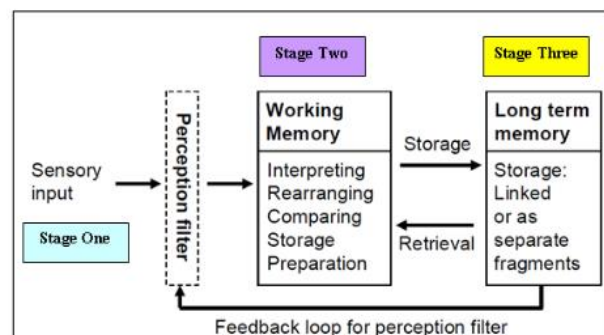 Stage Two
Stage Three
Stage One
Sensory
input
Perception filter
Working
Memory
Interpreting
Rearranging
Comparing
Storage
Preparation
Storage
Retrieval
Long term
memory
Storage:
Linked
or as
separate
fragments
Feedback loop for perception filter